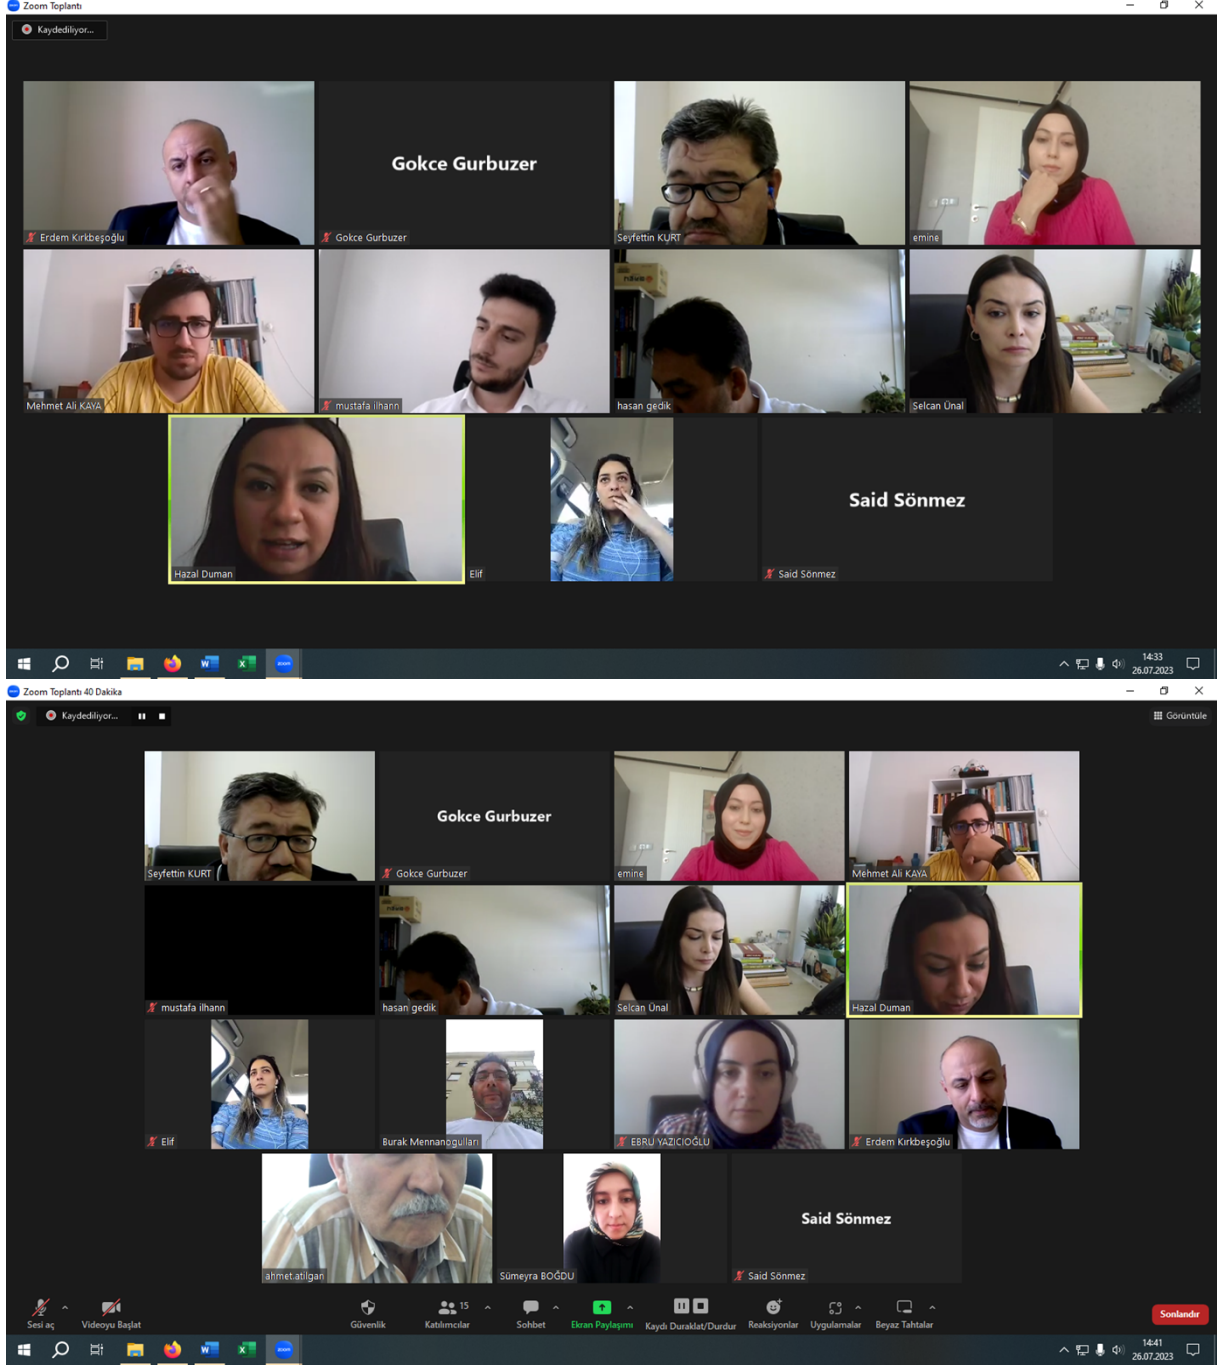 Zoom Toplantı
Kaydediliyor...
Gokce Gurbuzer
Erdem Kırkbeşoğlu
Gokce Gurbuzer
Seyfettin KURT
emine
Mehmet Ali KAYA
mustafa ilhann
hasan gedik
Selcan Ünal
Said Sönmez
Hazal Duman
Elif
Said Sönmez
zoom
14:33
26.07.2023
Zoom Toplantı 40 Dakika
Kaydediliyor...
Görüntüle
Gokce Gurbuzer
Seyfettin KURT
Gokce Gurbuzer
emine
Mehmet Ali KAYA
mustafa ilhann
hasan gedik
Selcan Ünal
Hazal Duman
Elif
Burak Mennanogulları
EBRU YAZICIOĞLU
Erdem Kırkbeşoğlu
Said Sönmez
ahmet.atilgan
Sümeyra BOĞDU
Said Sönmez
15
Sesi aç
Videoyu Başlat
Güvenlik
Katılımcılar
Sohbet
Ekran Paylaşımı
Kaydı Duraklat/Durdur
Reaksiyonlar
Uygulamalar
Beyaz Tahtalar
Sonlandır
zoom
14:41
26.07.2023